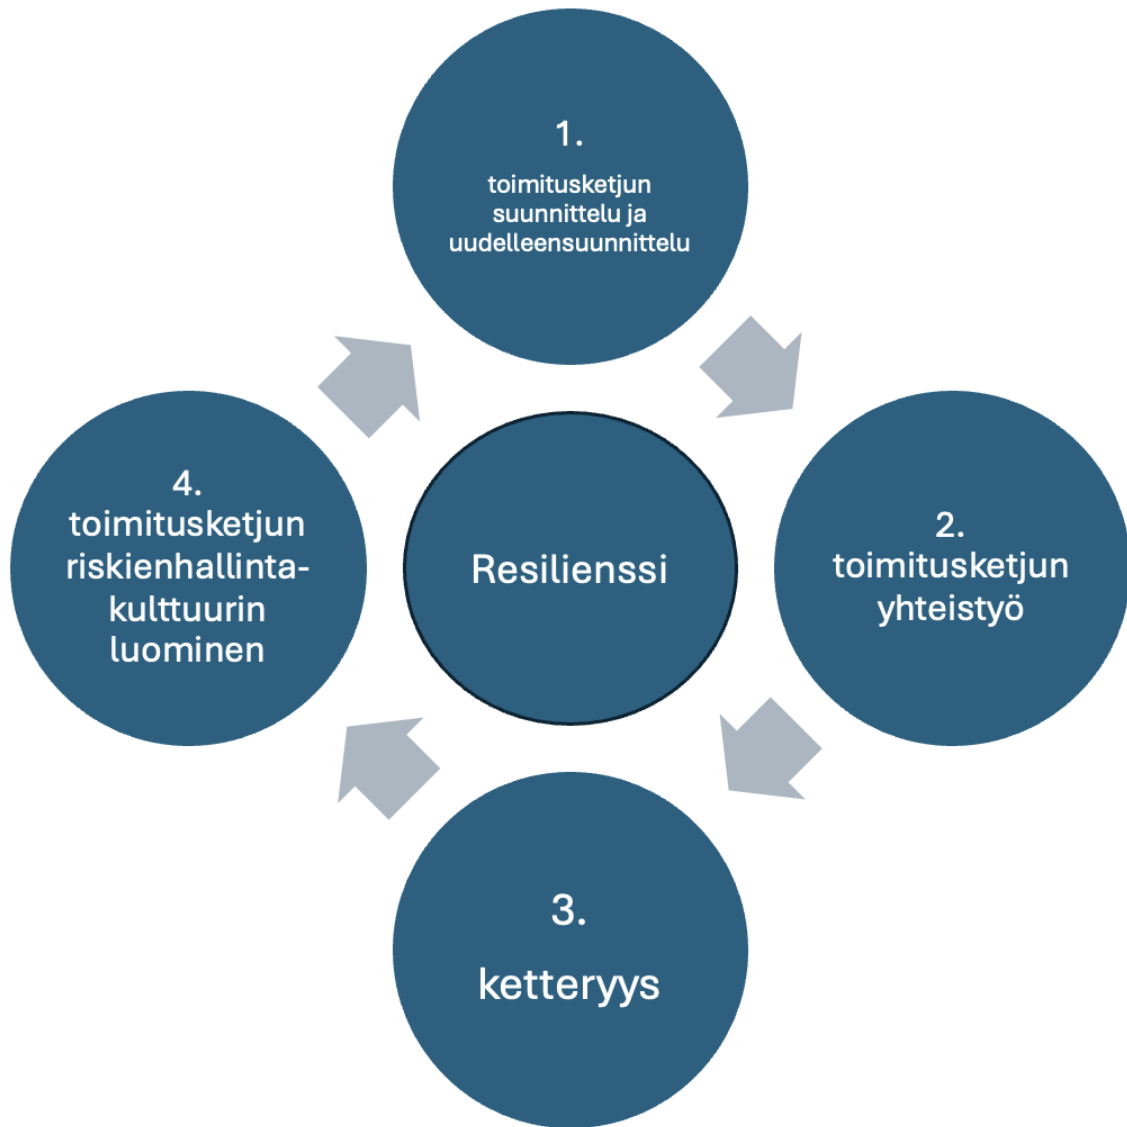 1.
toimitusketjun
suunnittelu ja
uudelleensuunnittelu
2.
toimitusketjun
yhteistyö
3.
ketteryys
4.
toimitusketjun
riskienhallinta-
kulttuurin
luominen
Resilienssi